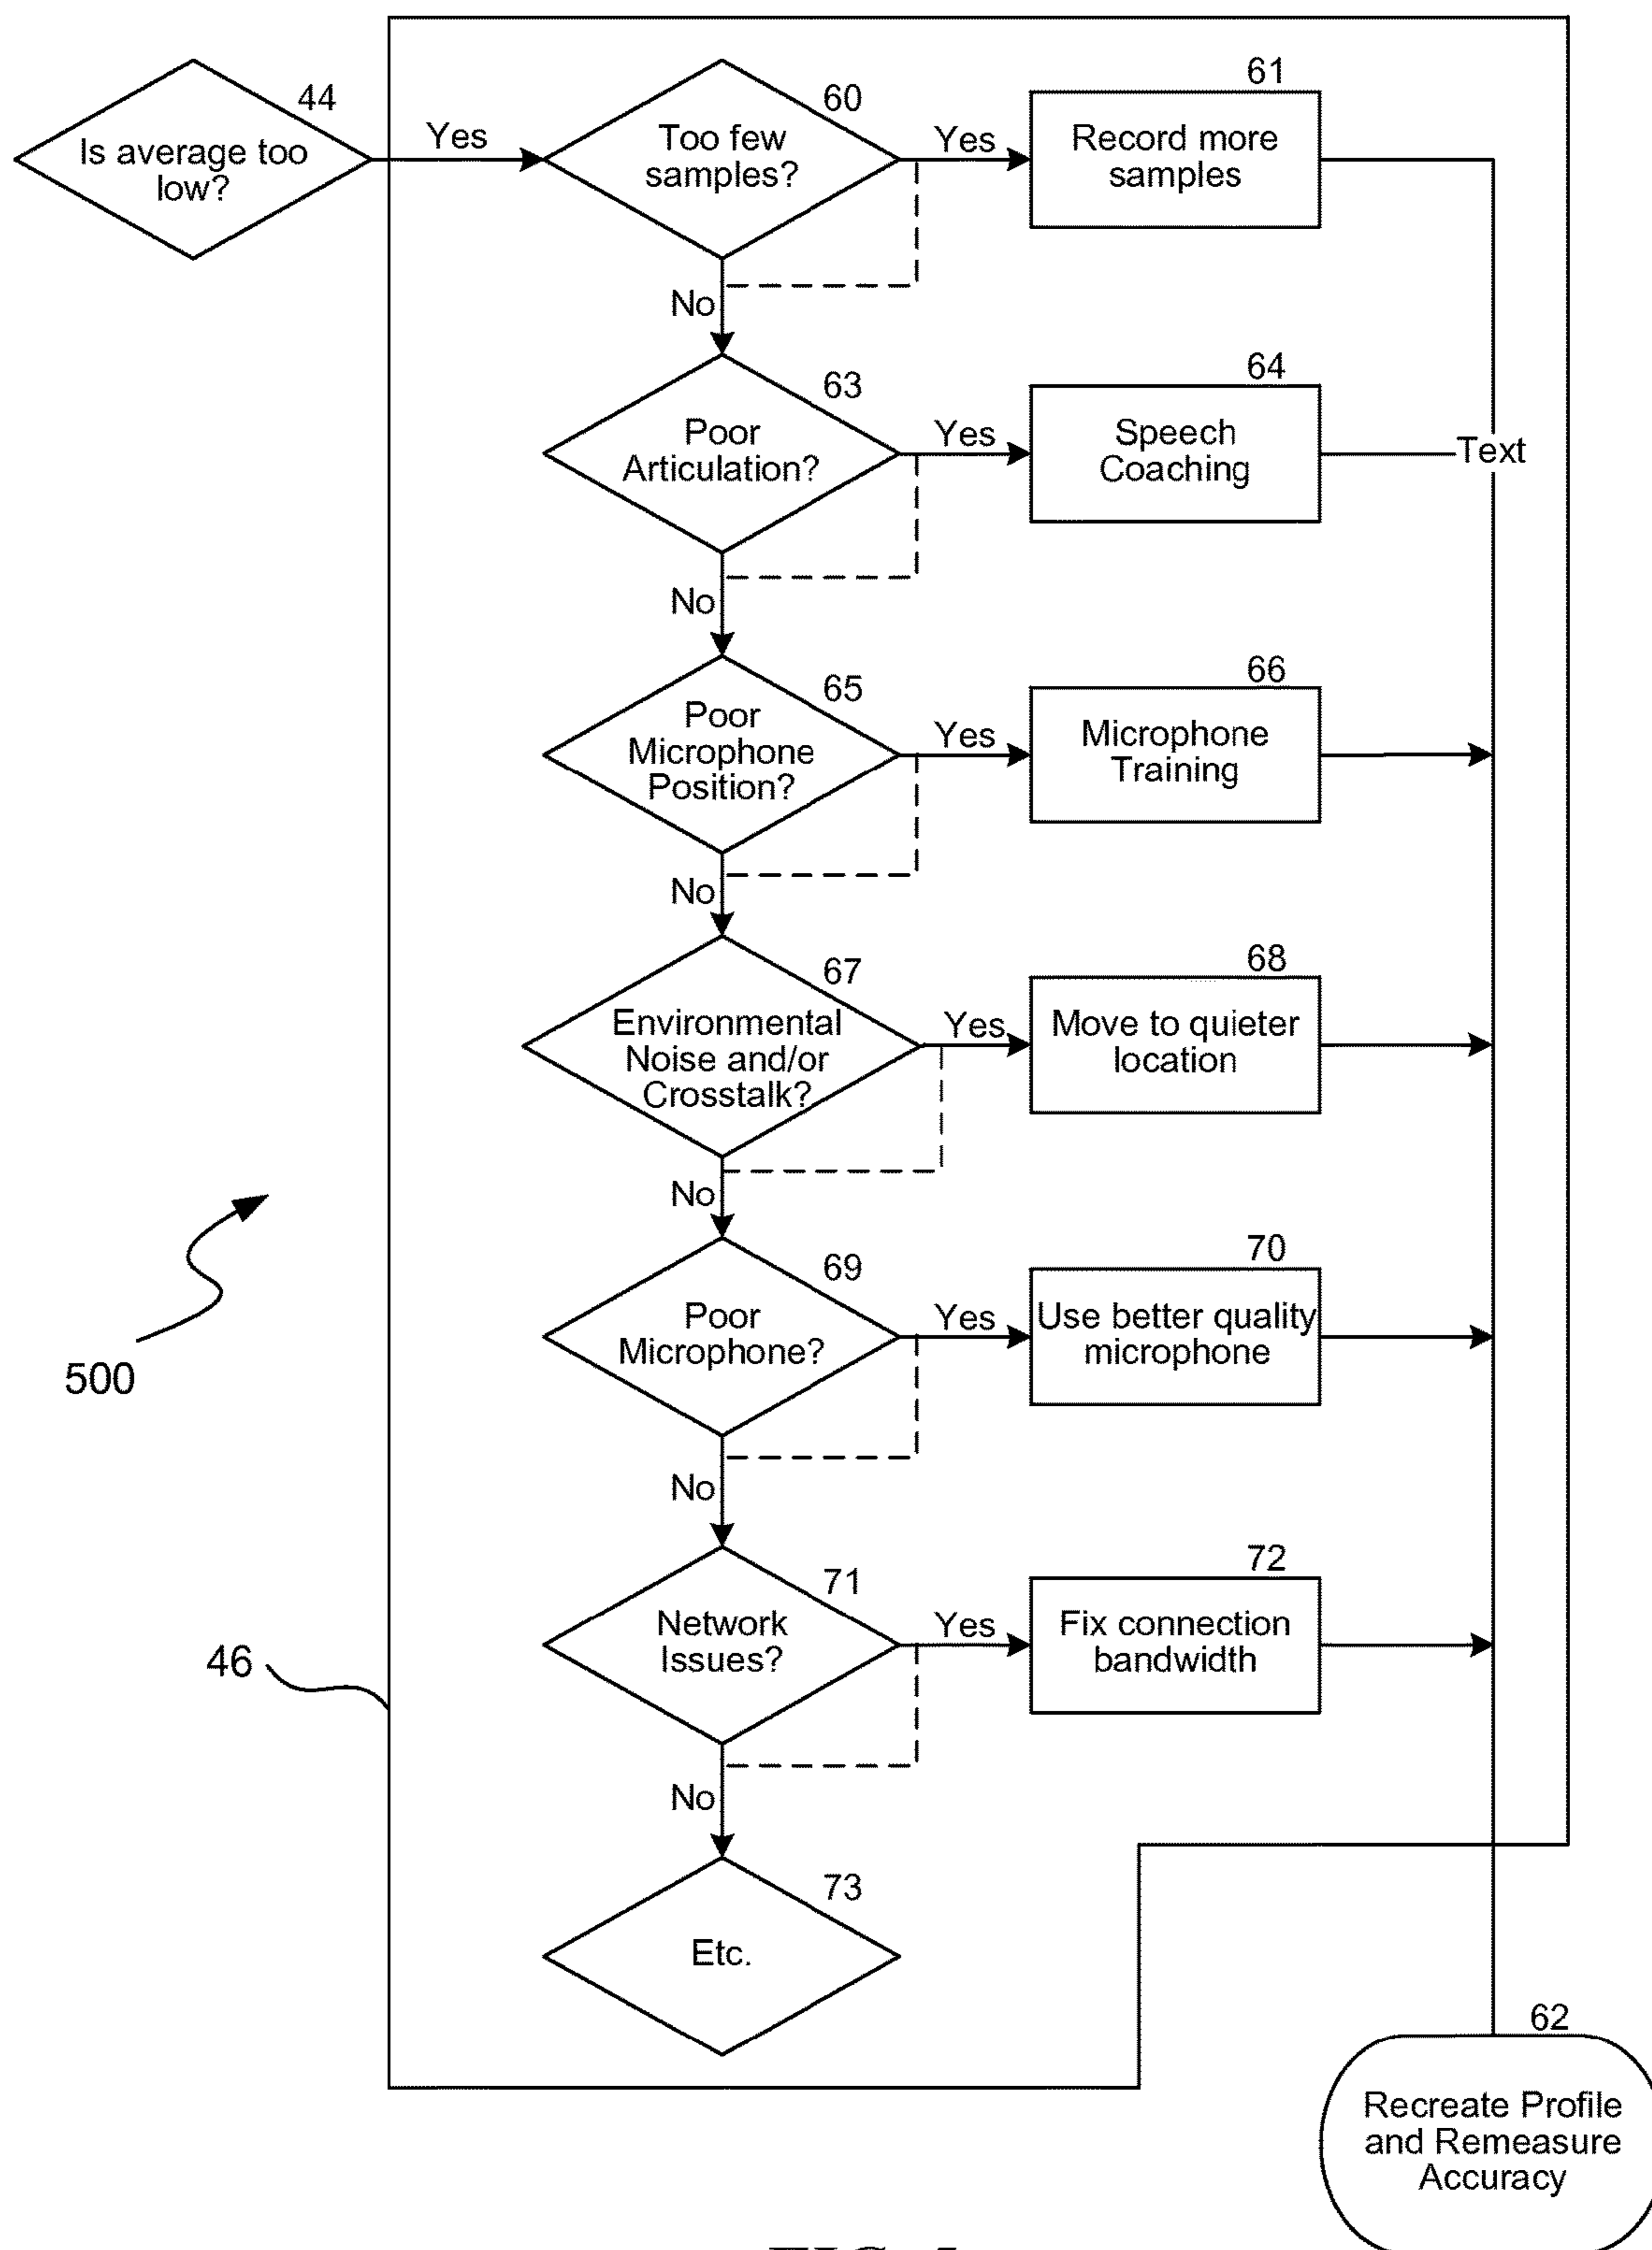 44
Is average too
low?
Yes
60
Too few
samples?
Yes
61
Record more
samples
No
63
Poor
Articulation?
Yes
64
Speech
Coaching
Text
No
65
Poor
Microphone
Position?
Yes
66
Microphone
Training
No
67
Environmental
Noise and/or
Crosstalk?
Yes
68
Move to quieter
location
No
69
Poor
Microphone?
Yes
70
Use better quality
microphone
No
500
71
Network
Issues?
Yes
72
Fix connection
bandwidth
46
No
73
Etc.
62
Recreate Profile
and Remeasure
Accuracy